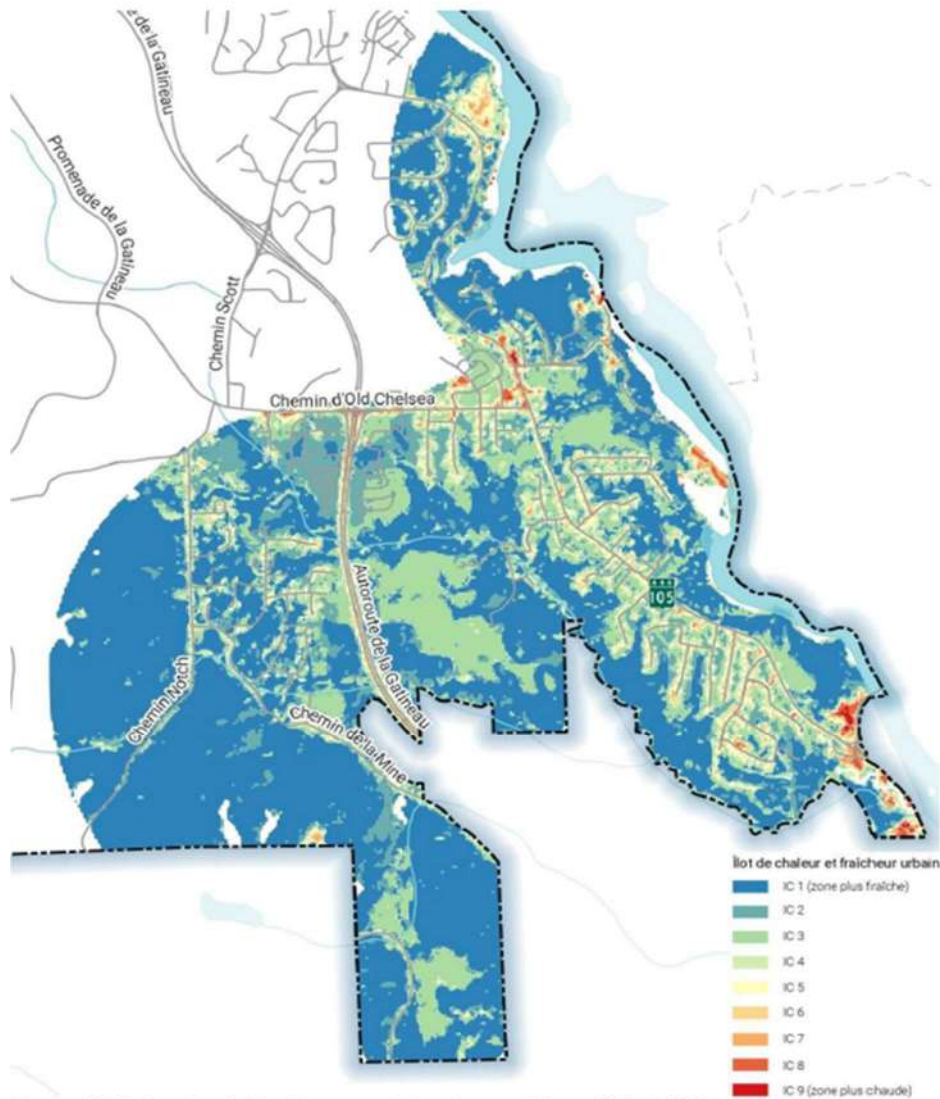 e de la Gatineau
Promenade de la Gatineau
Chemin Scott
Chemin d'Old Chelsea
105
Autoroute de la Gatineau
Chemin Notch
Chemin de la Mine
Îlot de chaleur et fraîcheur urbain
IC 1 (zone plus fraîche)
IC 2
IC 3
IC 4
IC 5
IC 6
IC 7
IC 8
IC 9 (zone plus chaude)